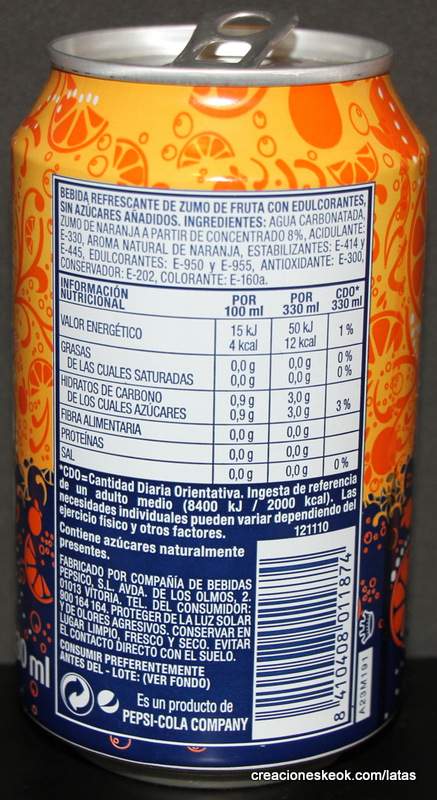 BEBIDA REFRESCANTE DE ZUMO DE FRUTA CON EDULCORANTES,
SIN AZÚCARES AÑADIDOS. INGREDIENTES: AGUA CARBONATADA,
ZUMO DE NARANJA A PARTIR DE CONCENTRADO 8%, ACIDULANTE:
E-330, AROMA NATURAL DE NARANJA, ESTABILIZANTES: E-414 y
E-445, EDULCORANTES: E-950 y E-955, ANTIOXIDANTE: E-300,
CONSERVADOR: E-202, COLORANTE: E-160a.
INFORMACIÓN NUTRICIONAL POR 100 ml POR 330 ml CDO* 330 ml
VALOR ENERGÉTICO 15 kJ 50 kJ 1%
4 kcal 12 kcal
GRASAS 0,0 g 0,0 g 0%
DE LAS CUALES SATURADAS 0,0 g 0,0 g 0%
HIDRATOS DE CARBONO 0,9 g 3,0 g
DE LOS CUALES AZÚCARES 0,9 g 3,0 g 3%
FIBRA ALIMENTARIA 0,0 g 0,0 g
PROTEÍNAS 0,0 g 0,0 g
SAL 0,0 g 0,0 g 0%
*CDO=Cantidad Diaria Orientativa. Ingesta de referencia
de un adulto medio (8400 kJ / 2000 kcal). Las
necesidades individuales pueden variar dependiendo del
ejercicio físico y otros factores.
121110
Contiene azúcares naturalmente
presentes.
FABRICADO POR COMPAÑÍA DE BEBIDAS
PEPSICO, S.L. AVDA. DE LOS OLMOS, 2.
01013 VITORIA. TEL. DEL CONSUMIDOR:
900 164 164. PROTEGER DE LA LUZ SOLAR
Y DE OLORES AGRESIVOS. CONSERVAR EN
LUGAR LIMPIO, FRESCO Y SECO. EVITAR
EL CONTACTO DIRECTO CON EL SUELO.
CONSUMIR PREFERENTEMENTE
ANTES DEL - LOTE: (VER FONDO)
Es un producto de
PEPSI-COLA COMPANY
8 410408 011874
A23M191
0 ml
creacioneskeok.com/latas